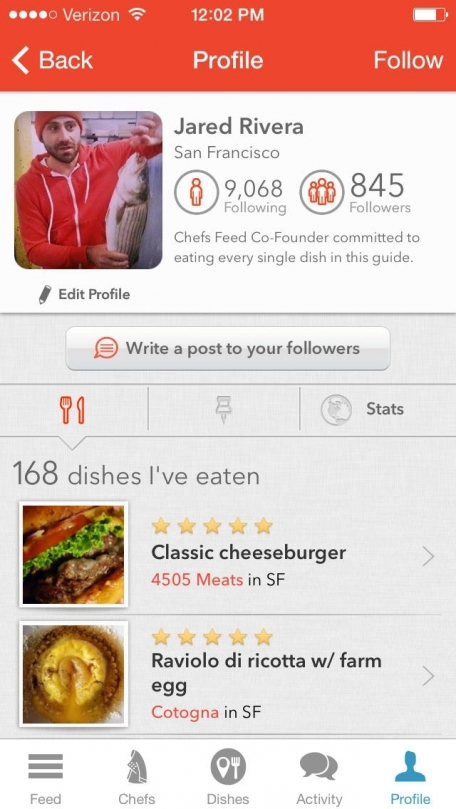 Verizon 12:02 PM
Back Profile Follow
Jared Rivera
San Francisco
9,068 Following
845 Followers
Chefs Feed Co-Founder committed to
eating every single dish in this guide.
Edit Profile
Write a post to your followers
Stats
168 dishes I've eaten
Classic cheeseburger
4505 Meats in SF
Raviolo di ricotta w/ farm
egg
Cotogna in SF
Feed Chefs Dishes Activity Profile